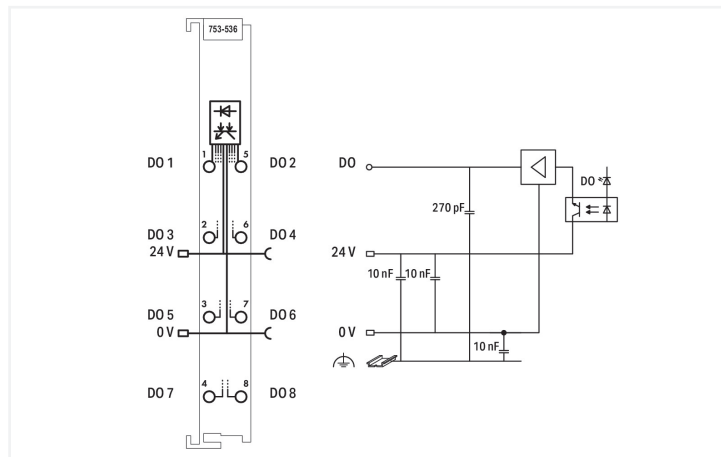 753-536
1 5
DO 1 DO 2
2 6
DO 3 DO 4
24 V
3 7
DO 5 DO 6
0 V
4 8
DO 7 DO 8
DO
DO
270 pF
24 V
10 nF 10 nF
0 V
10 nF